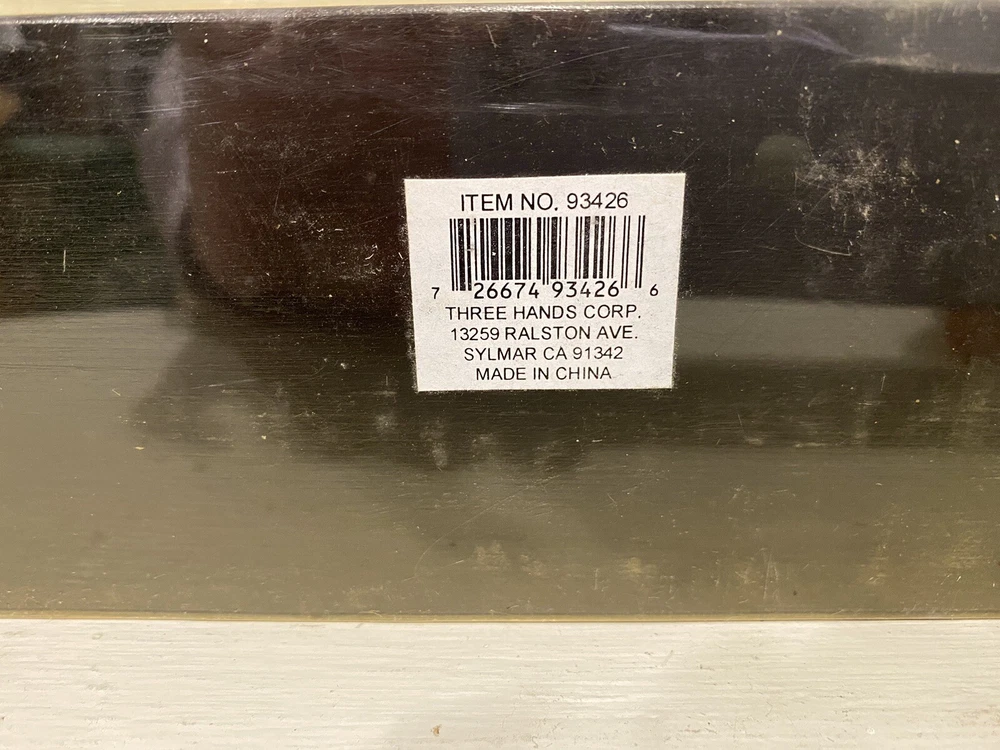 ITEM NO. 93426
7 26674 93426 6
THREE HANDS CORP.
13259 RALSTON AVE.
SYLMAR CA 91342
MADE IN CHINA